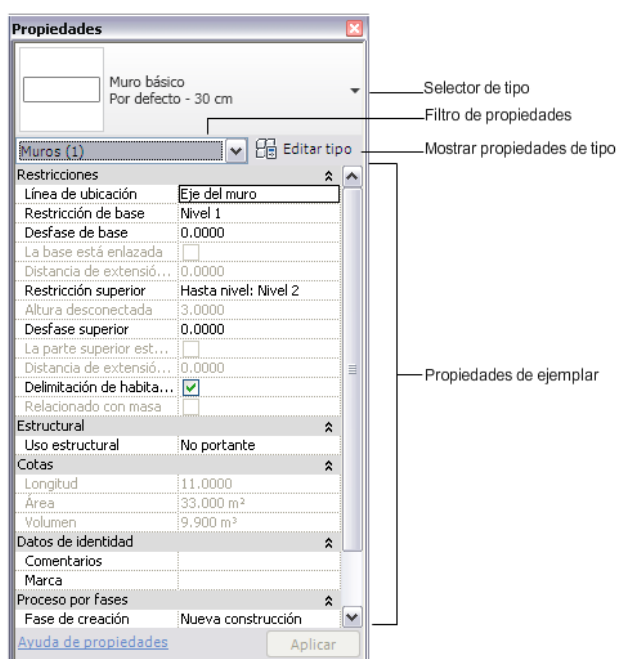 Propiedades
Muro básico
Por defecto - 30 cm
Selector de tipo
Filtro de propiedades
Muros (1)
Editar tipo
Mostrar propiedades de tipo
Restricciones
Línea de ubicación Eje del muro
Restricción de base Nivel 1
Desfase de base 0.0000
La base está enlazada
Distancia de extensió... 0.0000
Restricción superior Hasta nivel: Nivel 2
Altura desconectada 3.0000
Desfase superior 0.0000
La parte superior est...
Distancia de extensió... 0.0000
Propiedades de ejemplar
Delimitación de habita...
Relacionado con masa
Estructural
Uso estructural No portante
Cotas
Longitud 11.0000
Área 33.000 m²
Volumen 9.900 m³
Datos de identidad
Comentarios
Marca
Proceso por fases
Fase de creación Nueva construcción
Ayuda de propiedades
Aplicar